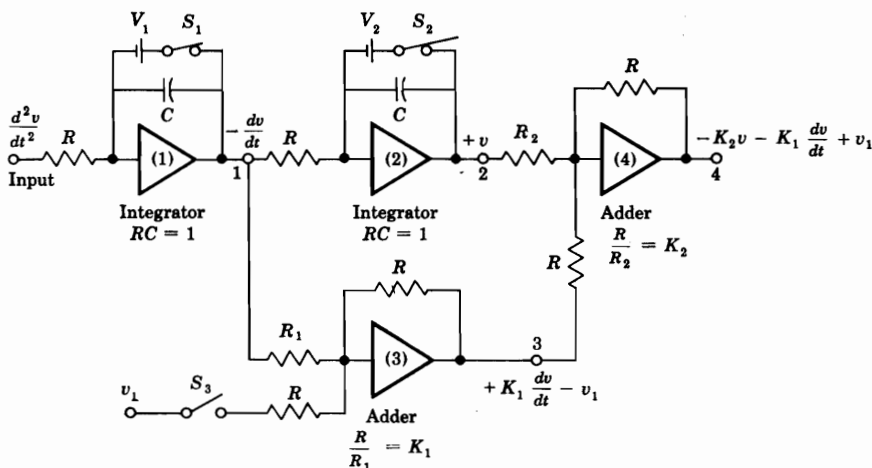 V1 S1
V2 S2
C
C
R
d²v/dt²
R
(1)
− dv/dt
R
(2)
+v
R2
(4)
−K2v − K1 dv/dt + v1
Input
1
2
4
Integrator
RC = 1
Integrator
RC = 1
Adder
R/R2 = K2
R
R
R1
(3)
3
+ K1 dv/dt − v1
v1
S3
R
Adder
R/R1 = K1